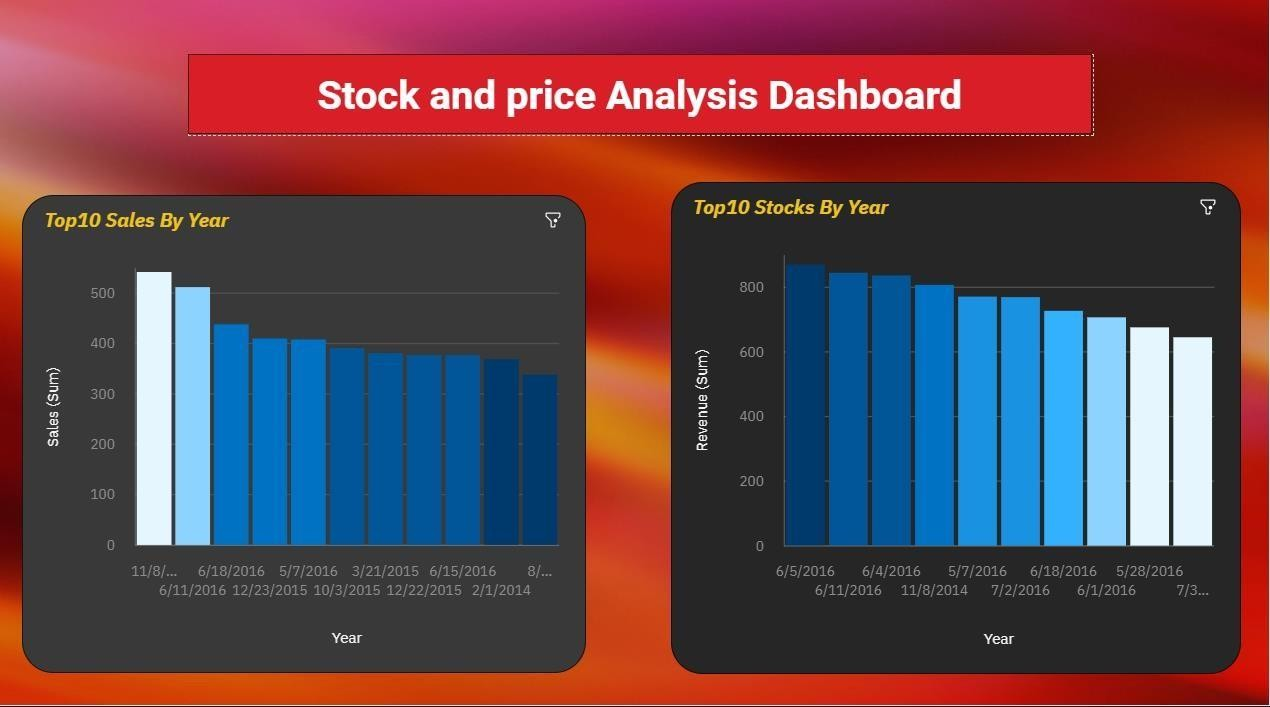 Stock and price Analysis Dashboard
Top10 Sales By Year
Sales (Sum)
500
400
300
200
100
0
11/8/... 6/18/2016 5/7/2016 3/21/2015 6/15/2016 8/...
6/11/2016 12/23/2015 10/3/2015 12/22/2015 2/1/2014
Year
Top10 Stocks By Year
Revenue (Sum)
800
600
400
200
0
6/5/2016 6/4/2016 5/7/2016 6/18/2016 5/28/2016
6/11/2016 11/8/2014 7/2/2016 6/1/2016 7/3...
Year